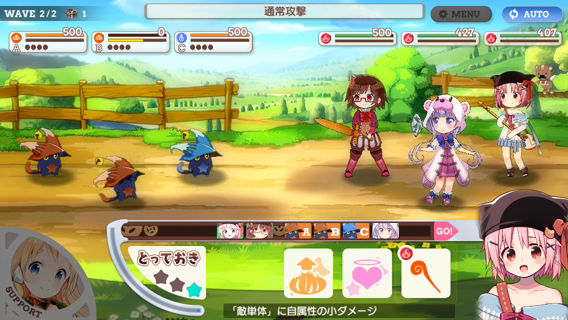 WAVE 2/2 1
通常攻撃
MENU
AUTO
500
A
0
B
500
C
500
427
407
A B C GO!
とっておき
SUPPORT
「敵単体」に自属性の小ダメージ